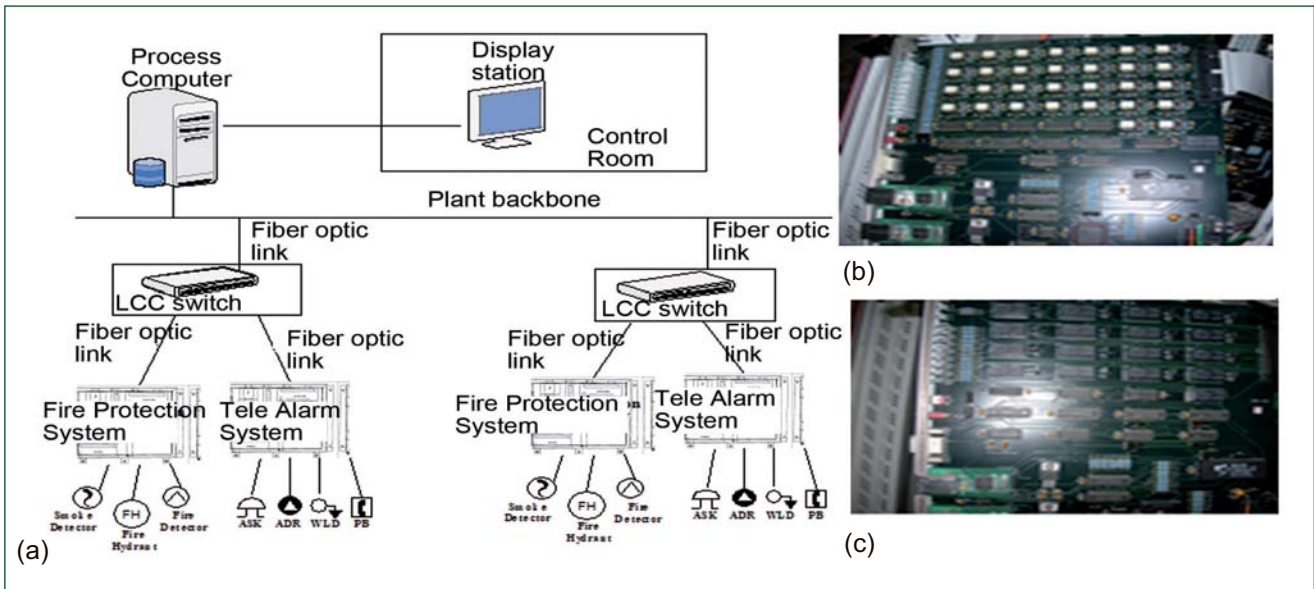 Process
Computer
Display
station
Control
Room
Plant backbone
Fiber optic
link
LCC switch
Fiber optic
link
Fiber optic
link
Fire Protection
System
Tele Alarm
System
Smoke
Detector
FH
Fire
Hydrant
Fire
Detector
ASK
ADR
WLD
PB
Fiber optic
link
LCC switch
Fiber optic
link
Fiber optic
link
Fire Protection
System
Tele Alarm
System
Smoke
Detector
FH
Fire
Hydrant
Fire
Detector
ASK
ADR
WLD
PB
(a)
(b)
(c)